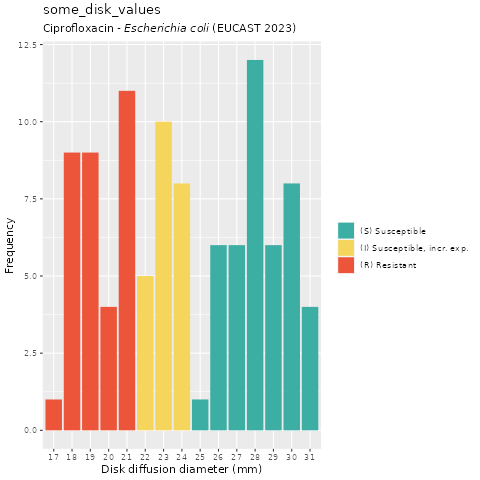 some_disk_values
Ciprofloxacin - Escherichia coli (EUCAST 2023)
12.5
10.0
7.5
5.0
2.5
0.0
Frequency
17 18 19 20 21 22 23 24 25 26 27 28 29 30 31
Disk diffusion diameter (mm)
(S) Susceptible
(I) Susceptible, incr. exp.
(R) Resistant